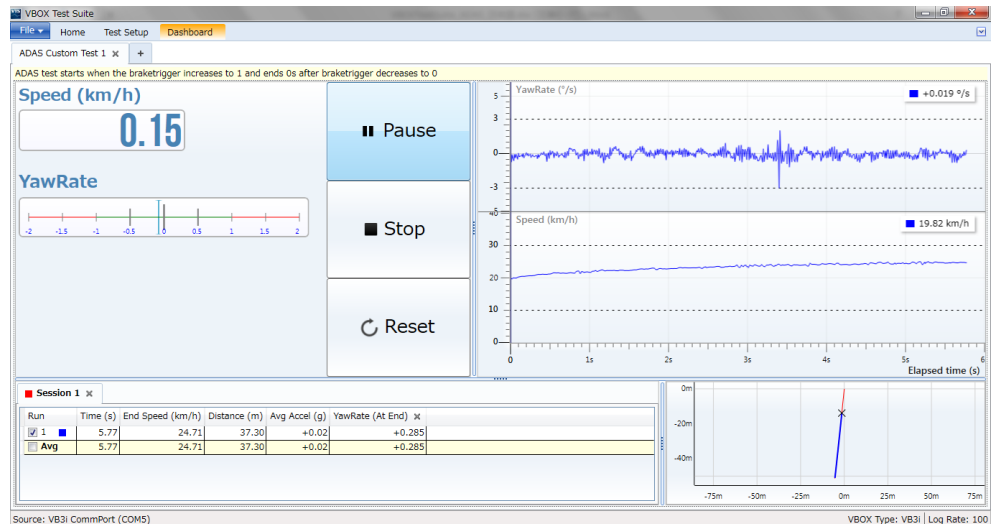 VBOX Test Suite
File Home Test Setup Dashboard
ADAS Custom Test 1 × +
ADAS test starts when the braketrigger increases to 1 and ends 0s after braketrigger decreases to 0
Speed (km/h)
0.15
YawRate
-2 -1.5 -1 -0.5 0 0.5 1 1.5 2
Pause
Stop
Reset
YawRate (°/s)
+0.019 º/s
5
3
0
-3
-5
Speed (km/h)
19.82 km/h
40
30
20
10
0
0 1s 2s 3s 4s 5s 6
Elapsed time (s)
Session 1 ×
Run Time (s) End Speed (km/h) Distance (m) Avg Accel (g) YawRate (At End) ×
1 5.77 24.71 37.30 +0.02 +0.285
Avg 5.77 24.71 37.30 +0.02 +0.285
0m
-20m
-40m
-75m -50m -25m 0m 25m 50m 75m
Source: VB3i CommPort (COM5)
VBOX Type: VB3i Log Rate: 100